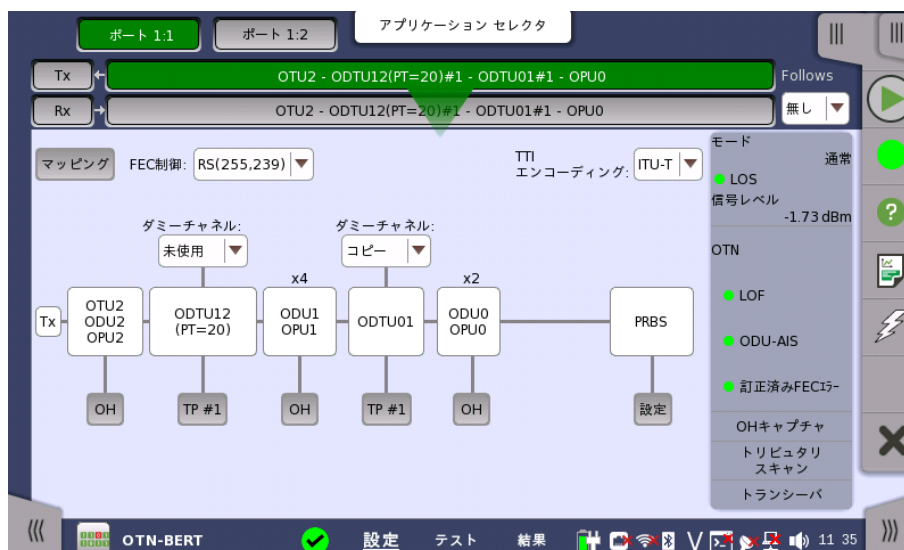 アプリケーション セレクタ
ポート 1:1
ポート 1:2
Tx
OTU2 - ODTU12(PT=20)#1 - ODTU01#1 - OPU0
Follows
Rx
OTU2 - ODTU12(PT=20)#1 - ODTU01#1 - OPU0
無し
マッピング
FEC制御:
RS(255,239)
TTI
エンコーディング:
ITU-T
ダミーチャネル:
未使用
ダミーチャネル:
コピー
x4
x2
Tx
OTU2
ODU2
OPU2
ODTU12
(PT=20)
ODU1
OPU1
ODTU01
ODU0
OPU0
PRBS
OH
TP #1
OH
TP #1
OH
設定
モード
通常
LOS
信号レベル
-1.73 dBm
OTN
LOF
ODU-AIS
訂正済みFECエラー
OHキャプチャ
トリビュタリ
スキャン
トランシーバ
OTN-BERT
設定
テスト
結果
11 35